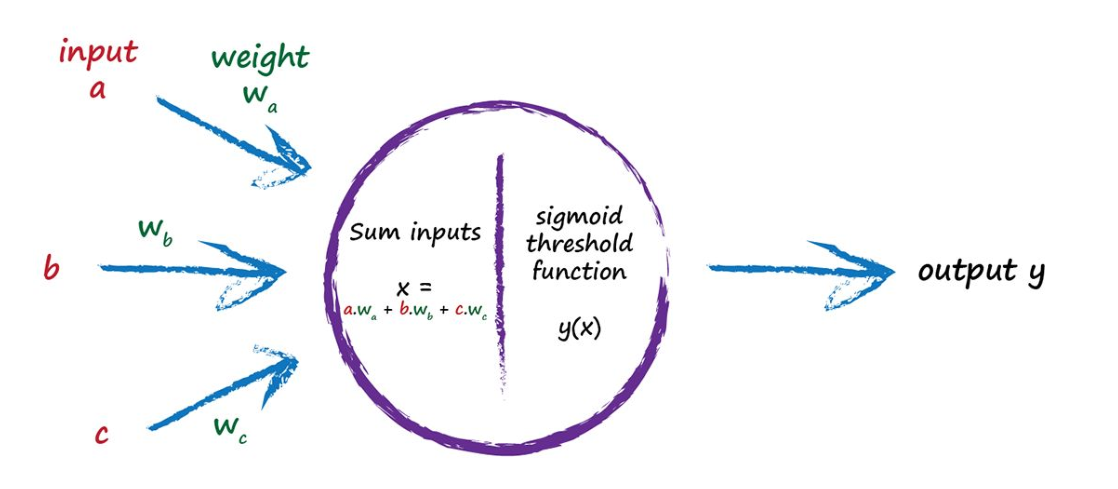 input
a
weight
wa
b
wb
c
wc
Sum inputs
x =
a.wa + b.wb + c.wc
sigmoid
threshold
function
y(x)
output y